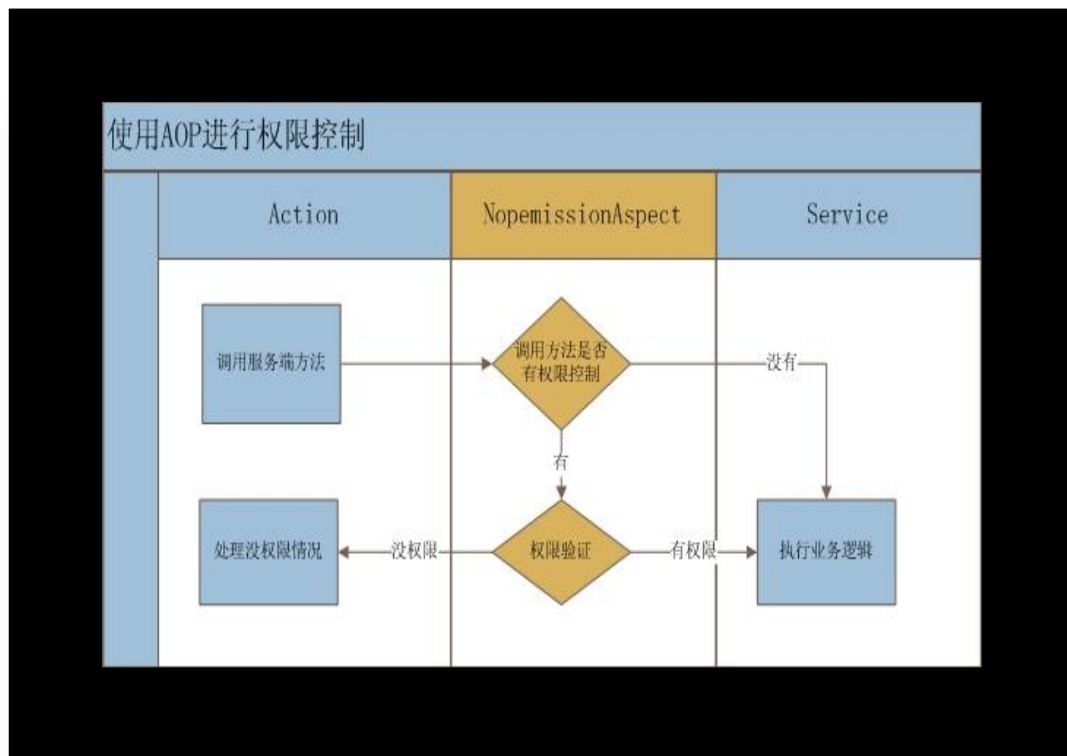 使用AOP进行权限控制
Action
NopemissionAspect
Service
调用服务端方法
调用方法是否
有权限控制
没有
有
处理没权限情况
没权限
权限验证
有权限
执行业务逻辑